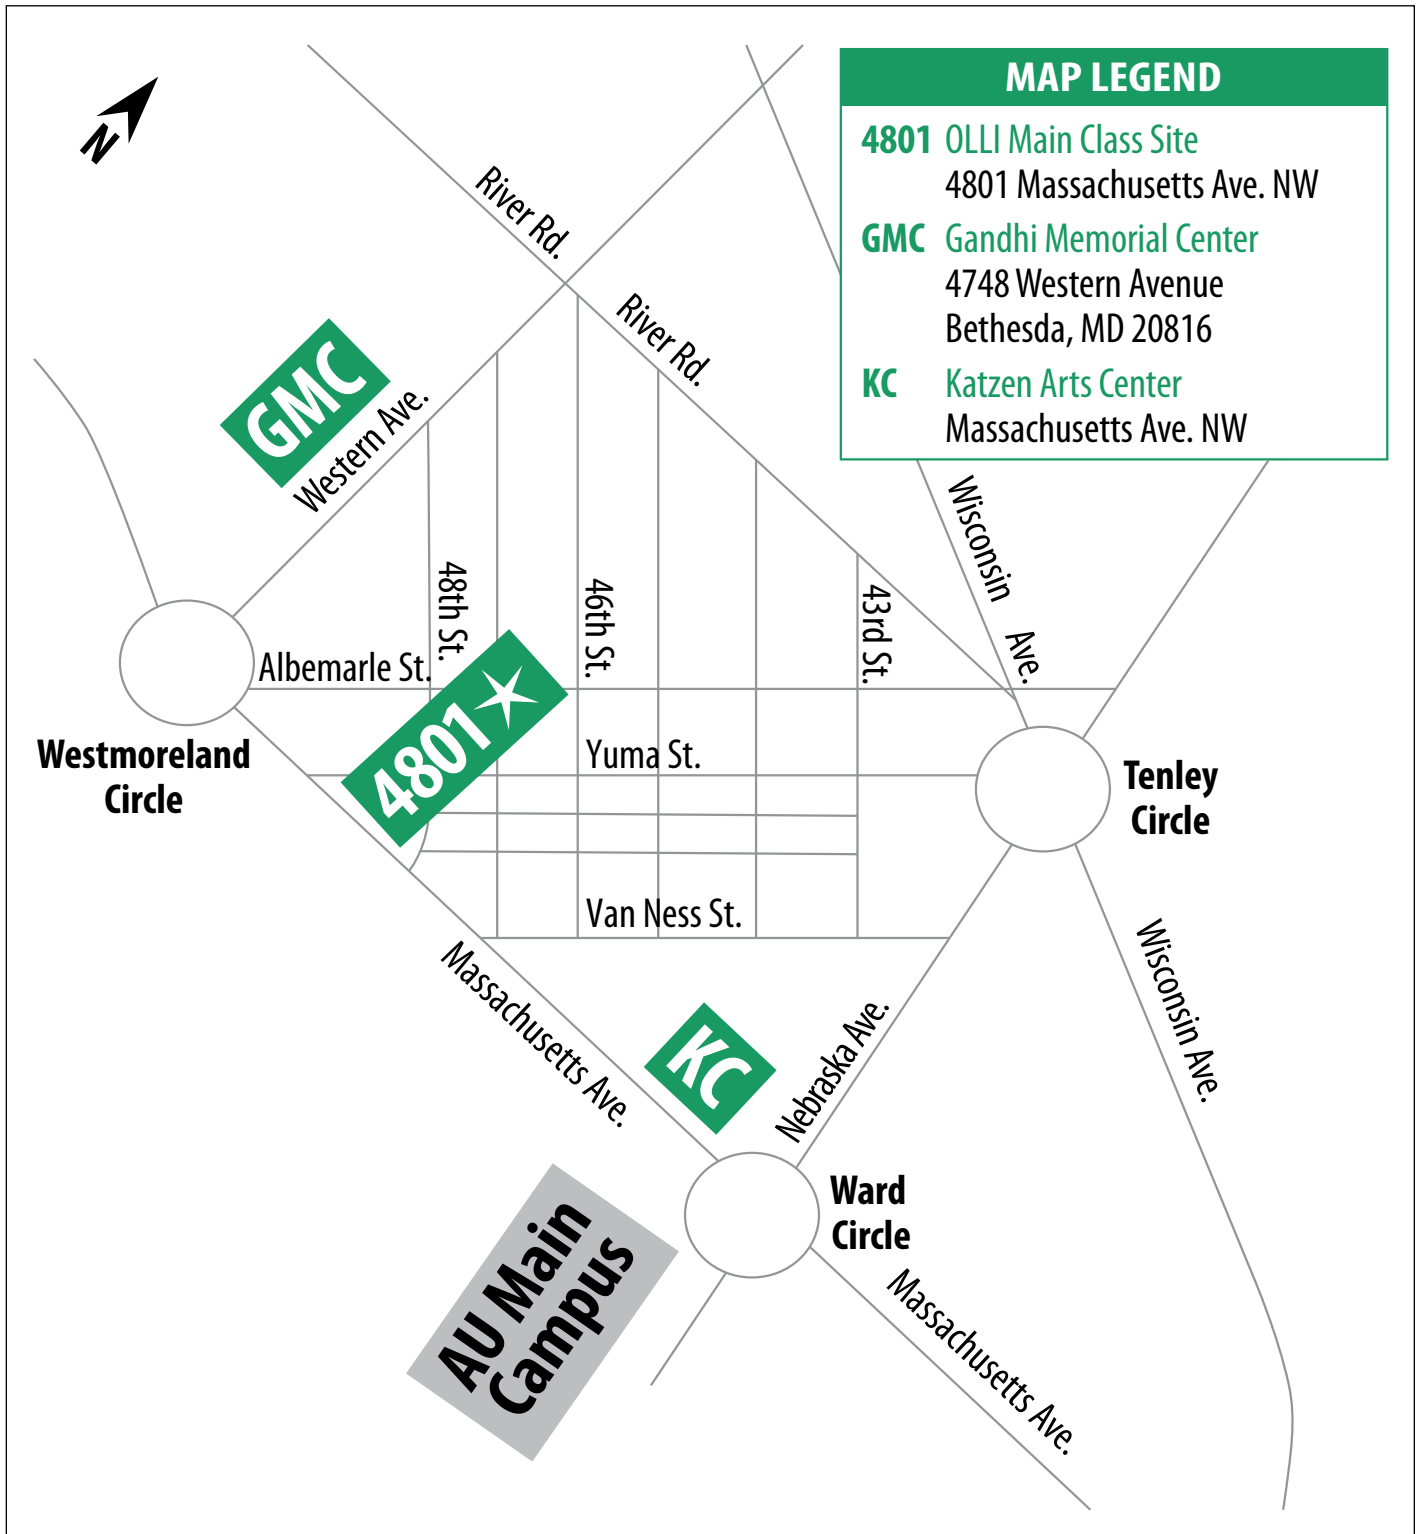 N
MAP LEGEND
4801 OLLI Main Class Site
4801 Massachusetts Ave. NW
GMC Gandhi Memorial Center
4748 Western Avenue
Bethesda, MD 20816
KC Katzen Arts Center
Massachusetts Ave. NW
River Rd.
River Rd.
GMC
Western Ave.
Wisconsin Ave.
48th St.
46th St.
43rd St.
Albemarle St.
4801
Yuma St.
Westmoreland
Circle
Tenley
Circle
Van Ness St.
Massachusetts Ave.
KC
Nebraska Ave.
Wisconsin Ave.
Ward
Circle
AU Main
Campus
Massachusetts Ave.